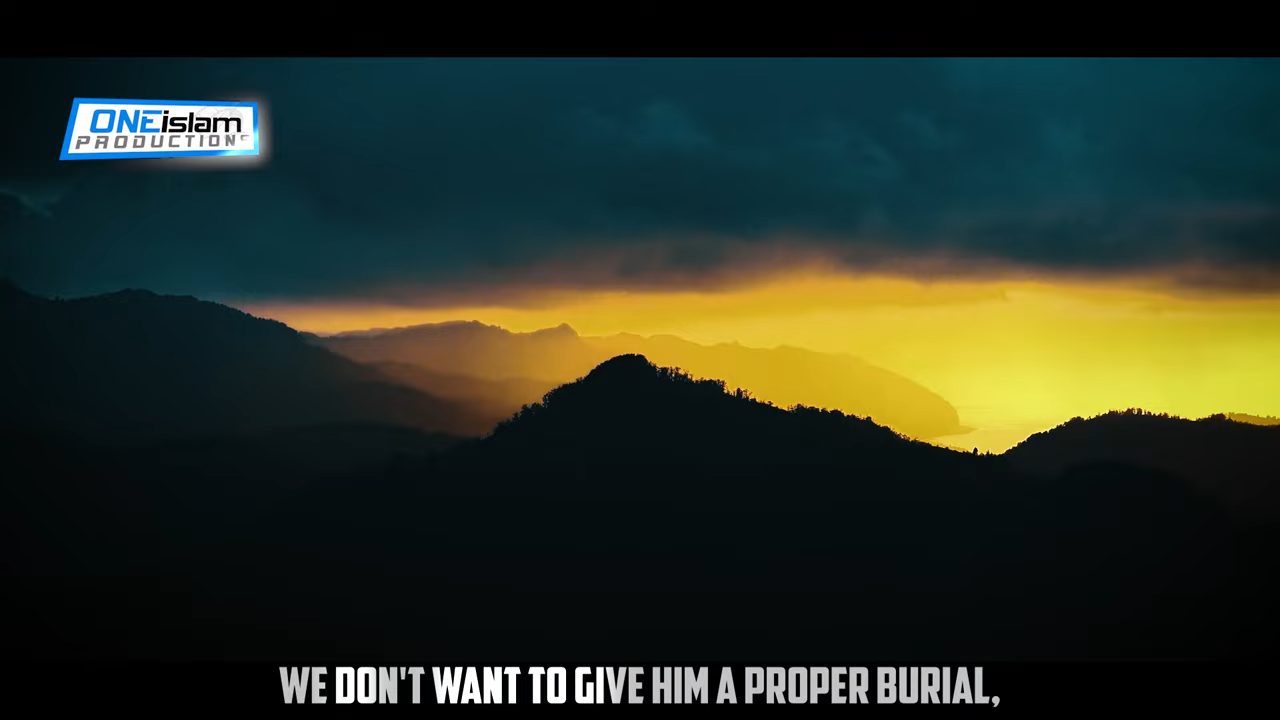 ONEislam
PRODUCTIONS
WE DON'T WANT TO GIVE HIM A PROPER BURIAL,